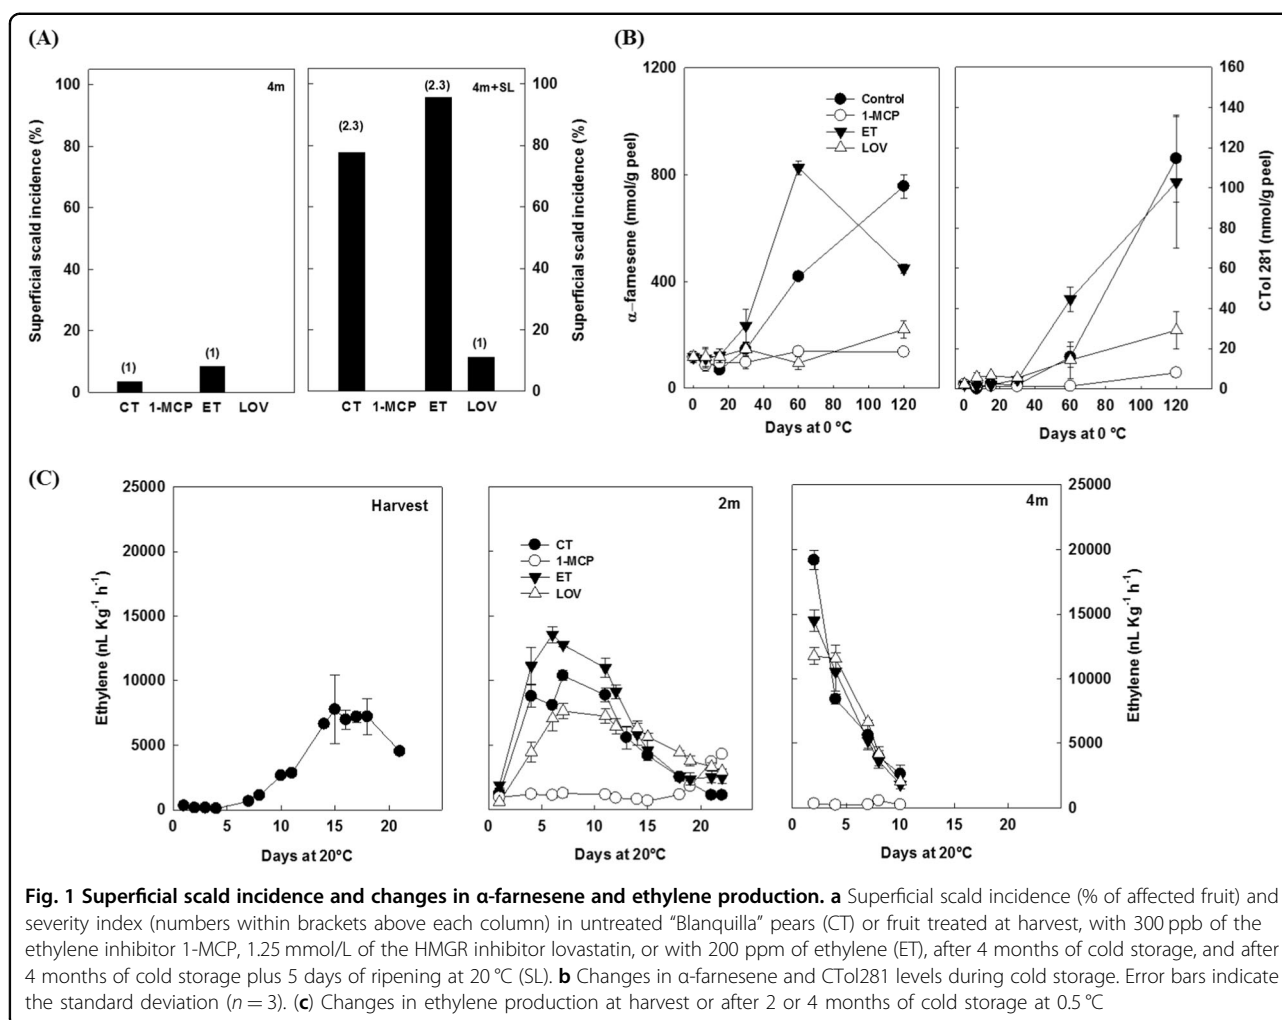 (A)
(B)
Superficial scald incidence (%)
100
80
60
40
20
0
4m
(1)
(1)
CT 1-MCP ET LOV
4m+SL
(2.3)
(2.3)
(1)
CT 1-MCP ET LOV
100
80
60
40
20
0
Superficial scald incidence (%)
α-farnesene (nmol/g peel)
1200
800
400
0
Control
1-MCP
ET
LOV
0 20 40 60 80 100 120
Days at 0 ºC
0 20 40 60 80 100 120
Days at 0 ºC
160
140
120
100
80
60
40
20
0
CTol 281 (nmol/g peel)
(C)
Ethylene (nL Kg⁻¹ h⁻¹)
25000
20000
15000
10000
5000
0
Harvest
0 5 10 15 20
Days at 20ºC
2m
CT
1-MCP
ET
LOV
0 5 10 15 20
Days at 20ºC
4m
0 5 10 15 20
Days at 20ºC
25000
20000
15000
10000
5000
0
Ethylene (nL Kg⁻¹ h⁻¹)
Fig. 1 Superficial scald incidence and changes in α-farnesene and ethylene production. a Superficial scald incidence (% of affected fruit) and
severity index (numbers within brackets above each column) in untreated “Blanquilla” pears (CT) or fruit treated at harvest, with 300 ppb of the
ethylene inhibitor 1-MCP, 1.25 mmol/L of the HMGR inhibitor lovastatin, or with 200 ppm of ethylene (ET), after 4 months of cold storage, and after
4 months of cold storage plus 5 days of ripening at 20 °C (SL). b Changes in α-farnesene and CTol281 levels during cold storage. Error bars indicate
the standard deviation (n = 3). (c) Changes in ethylene production at harvest or after 2 or 4 months of cold storage at 0.5 °C